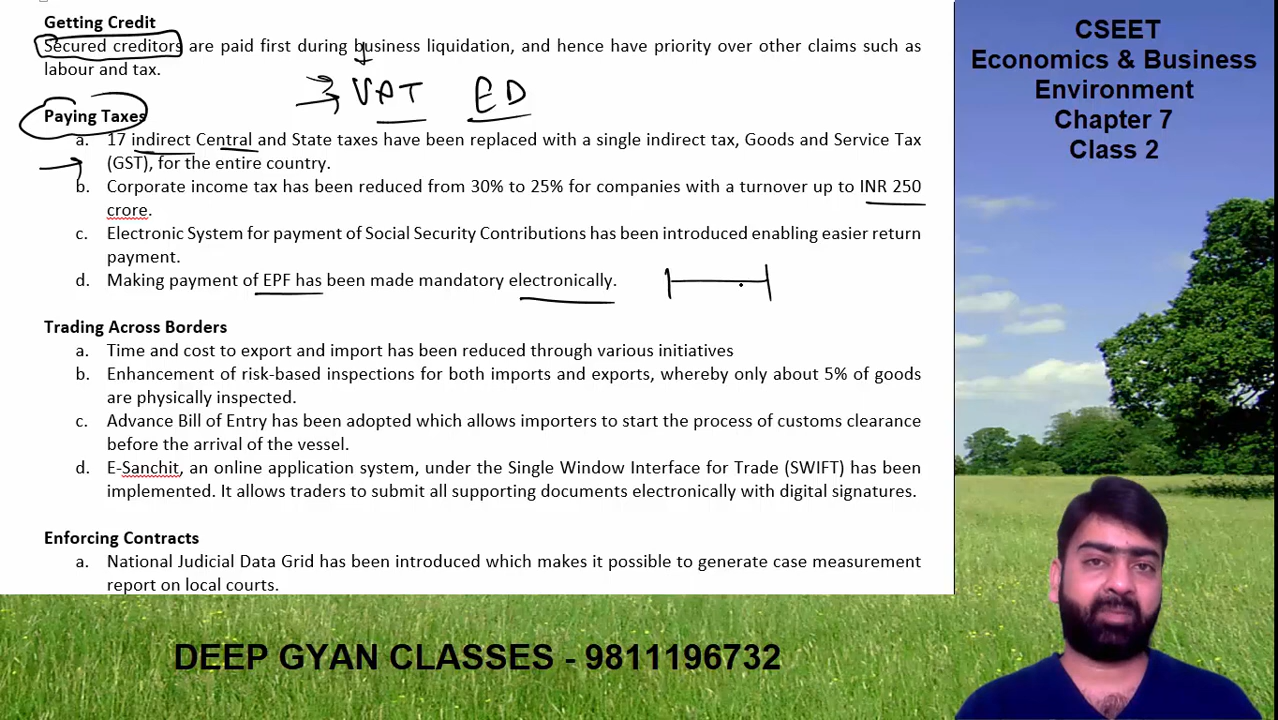 Getting Credit
Secured creditors are paid first during business liquidation, and hence have priority over other claims such as
labour and tax.
VAT ED
Paying Taxes
a. 17 indirect Central and State taxes have been replaced with a single indirect tax, Goods and Service Tax
(GST), for the entire country.
b. Corporate income tax has been reduced from 30% to 25% for companies with a turnover up to INR 250
crore.
c. Electronic System for payment of Social Security Contributions has been introduced enabling easier return
payment.
d. Making payment of EPF has been made mandatory electronically.
Trading Across Borders
a. Time and cost to export and import has been reduced through various initiatives
b. Enhancement of risk-based inspections for both imports and exports, whereby only about 5% of goods
are physically inspected.
c. Advance Bill of Entry has been adopted which allows importers to start the process of customs clearance
before the arrival of the vessel.
d. E-Sanchit, an online application system, under the Single Window Interface for Trade (SWIFT) has been
implemented. It allows traders to submit all supporting documents electronically with digital signatures.
Enforcing Contracts
a. National Judicial Data Grid has been introduced which makes it possible to generate case measurement
report on local courts.
CSEET
Economics & Business
Environment
Chapter 7
Class 2
DEEP GYAN CLASSES - 9811196732